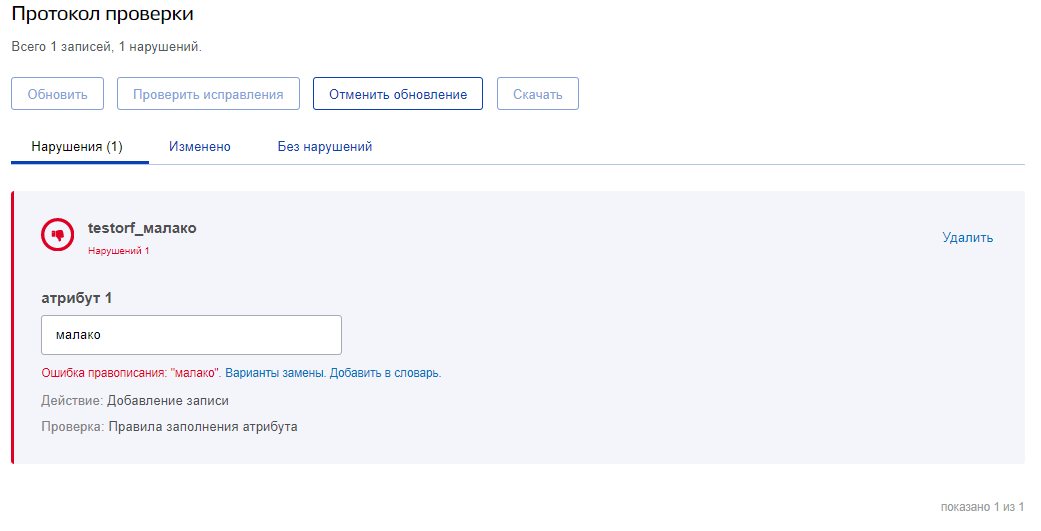 Протокол проверки
Всего 1 записей, 1 нарушений.
Обновить Проверить исправления Отменить обновление Скачать
Нарушения (1) Изменено Без нарушений
testorf_малако
Нарушений 1
Удалить
атрибут 1
малако
Ошибка правописания: "малако". Варианты замены. Добавить в словарь.
Действие: Добавление записи
Проверка: Правила заполнения атрибута
показано 1 из 1